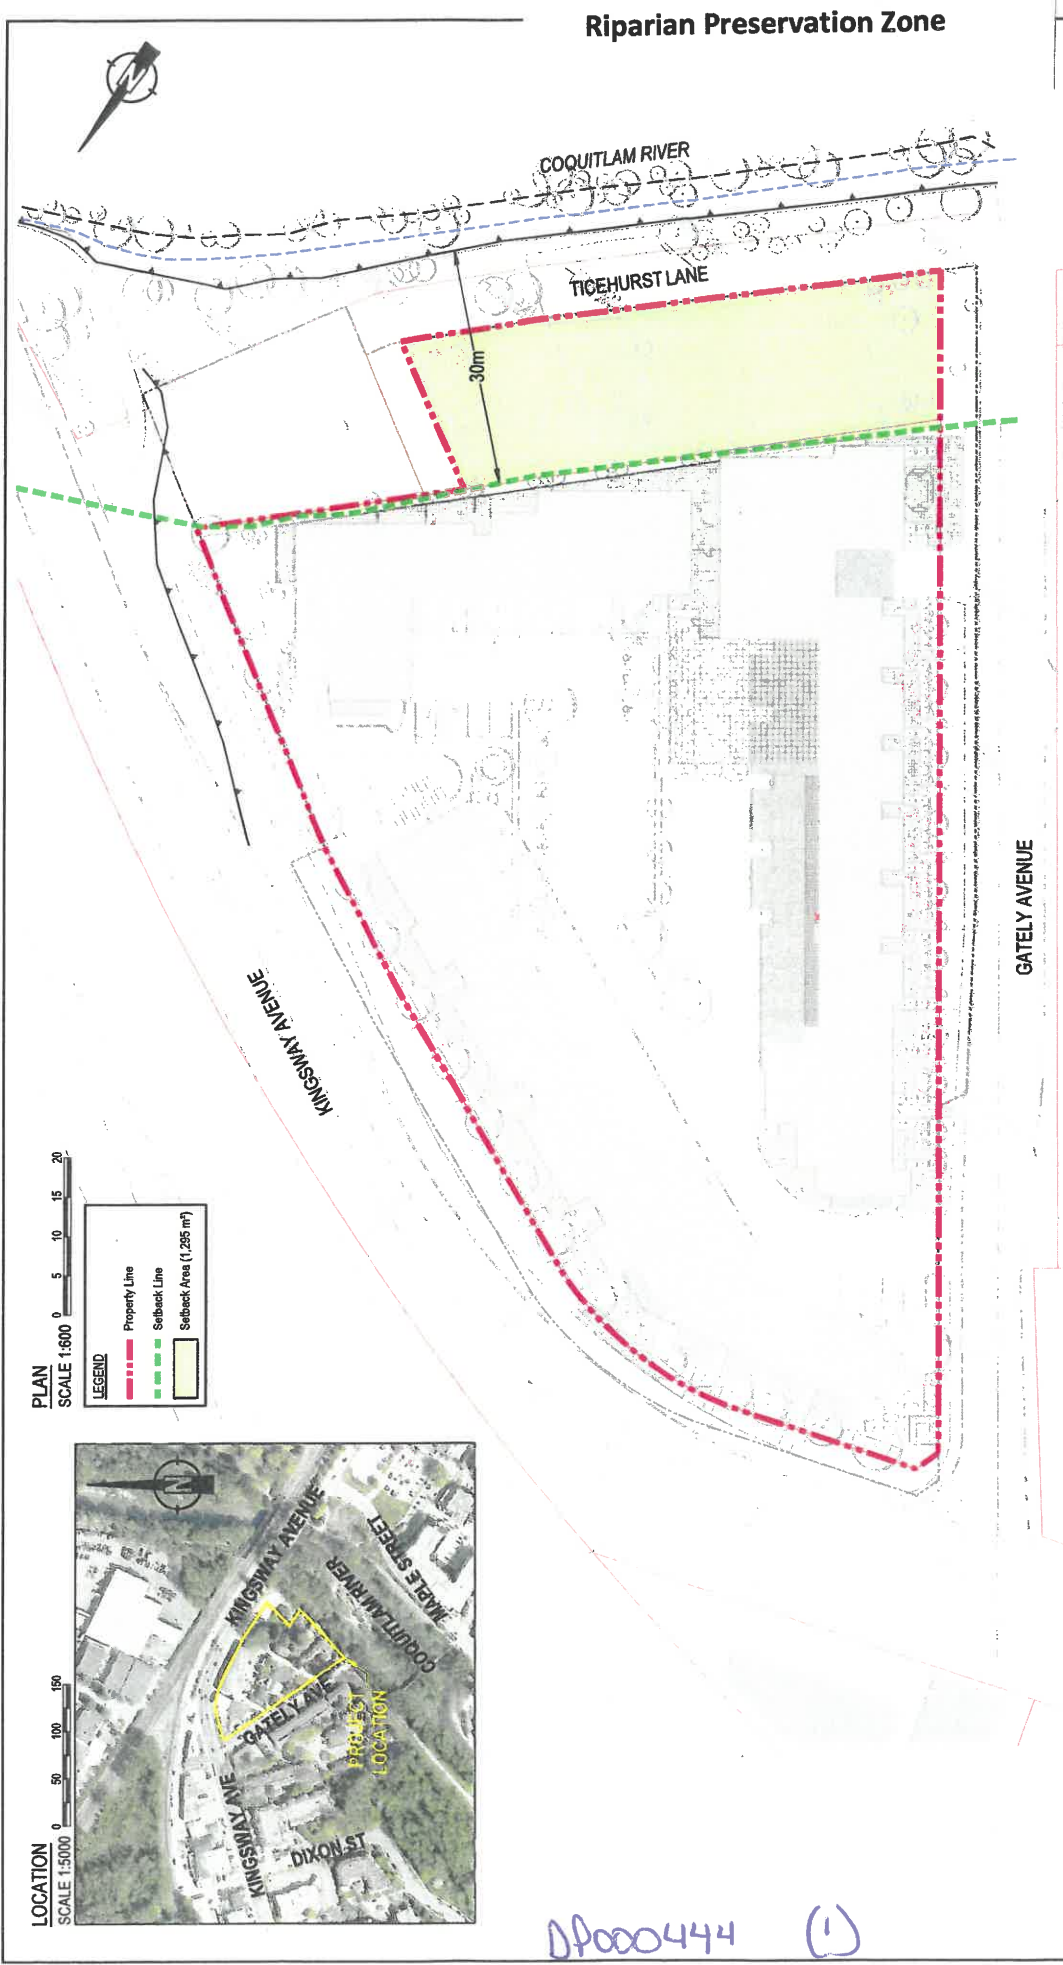 Riparian Preservation Zone
N
COQUITLAM RIVER
TICEHURST LANE
30m
GATELY AVENUE
KINGSWAY AVENUE
PLAN
SCALE 1:600
0 5 10 15 20
LEGEND
Property Line
Setback Line
Setback Area (1,295 m²)
LOCATION
SCALE 1:5000
0 50 100 150
N
KINGSWAY AVENUE
MAPLE STREET
COQUITLAM RIVER
GATELY AVE
PROJECT
LOCATION
KINGSWAY AVE
DIXON ST
DP000444 (1)